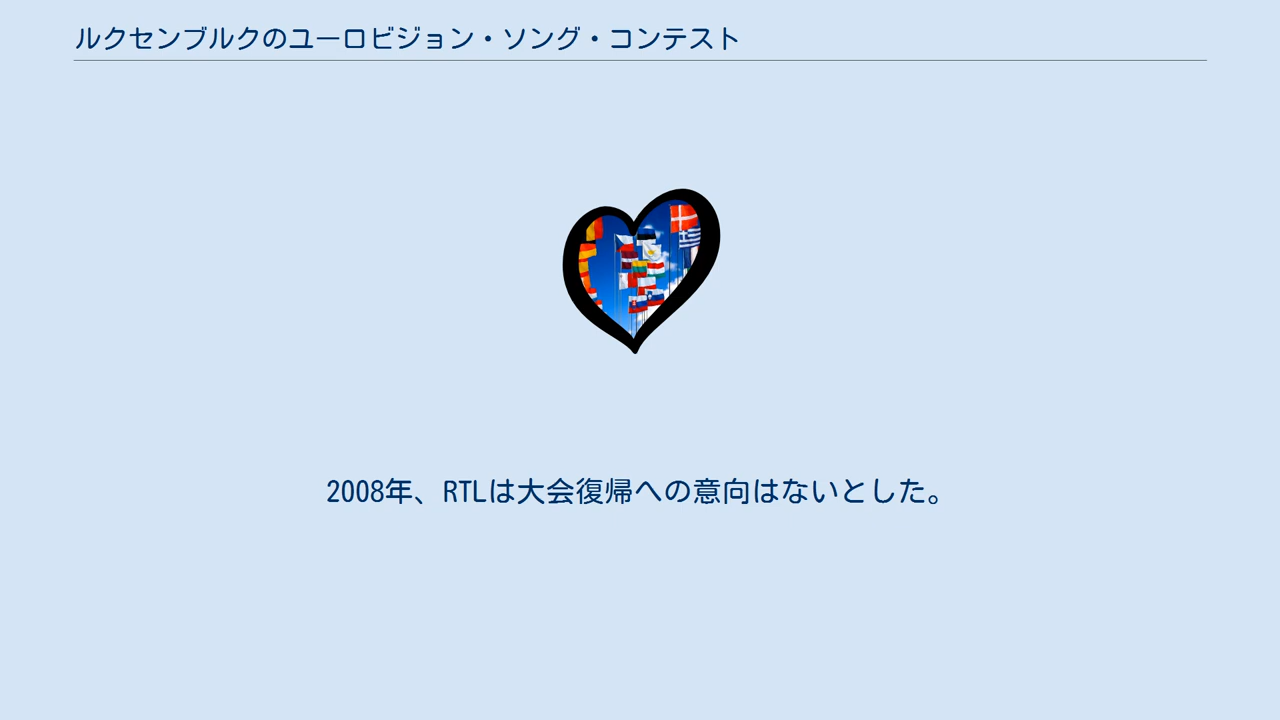 ルクセンブルクのユーロビジョン・ソング・コンテスト
2008年、RTLは大会復帰への意向はないとした。